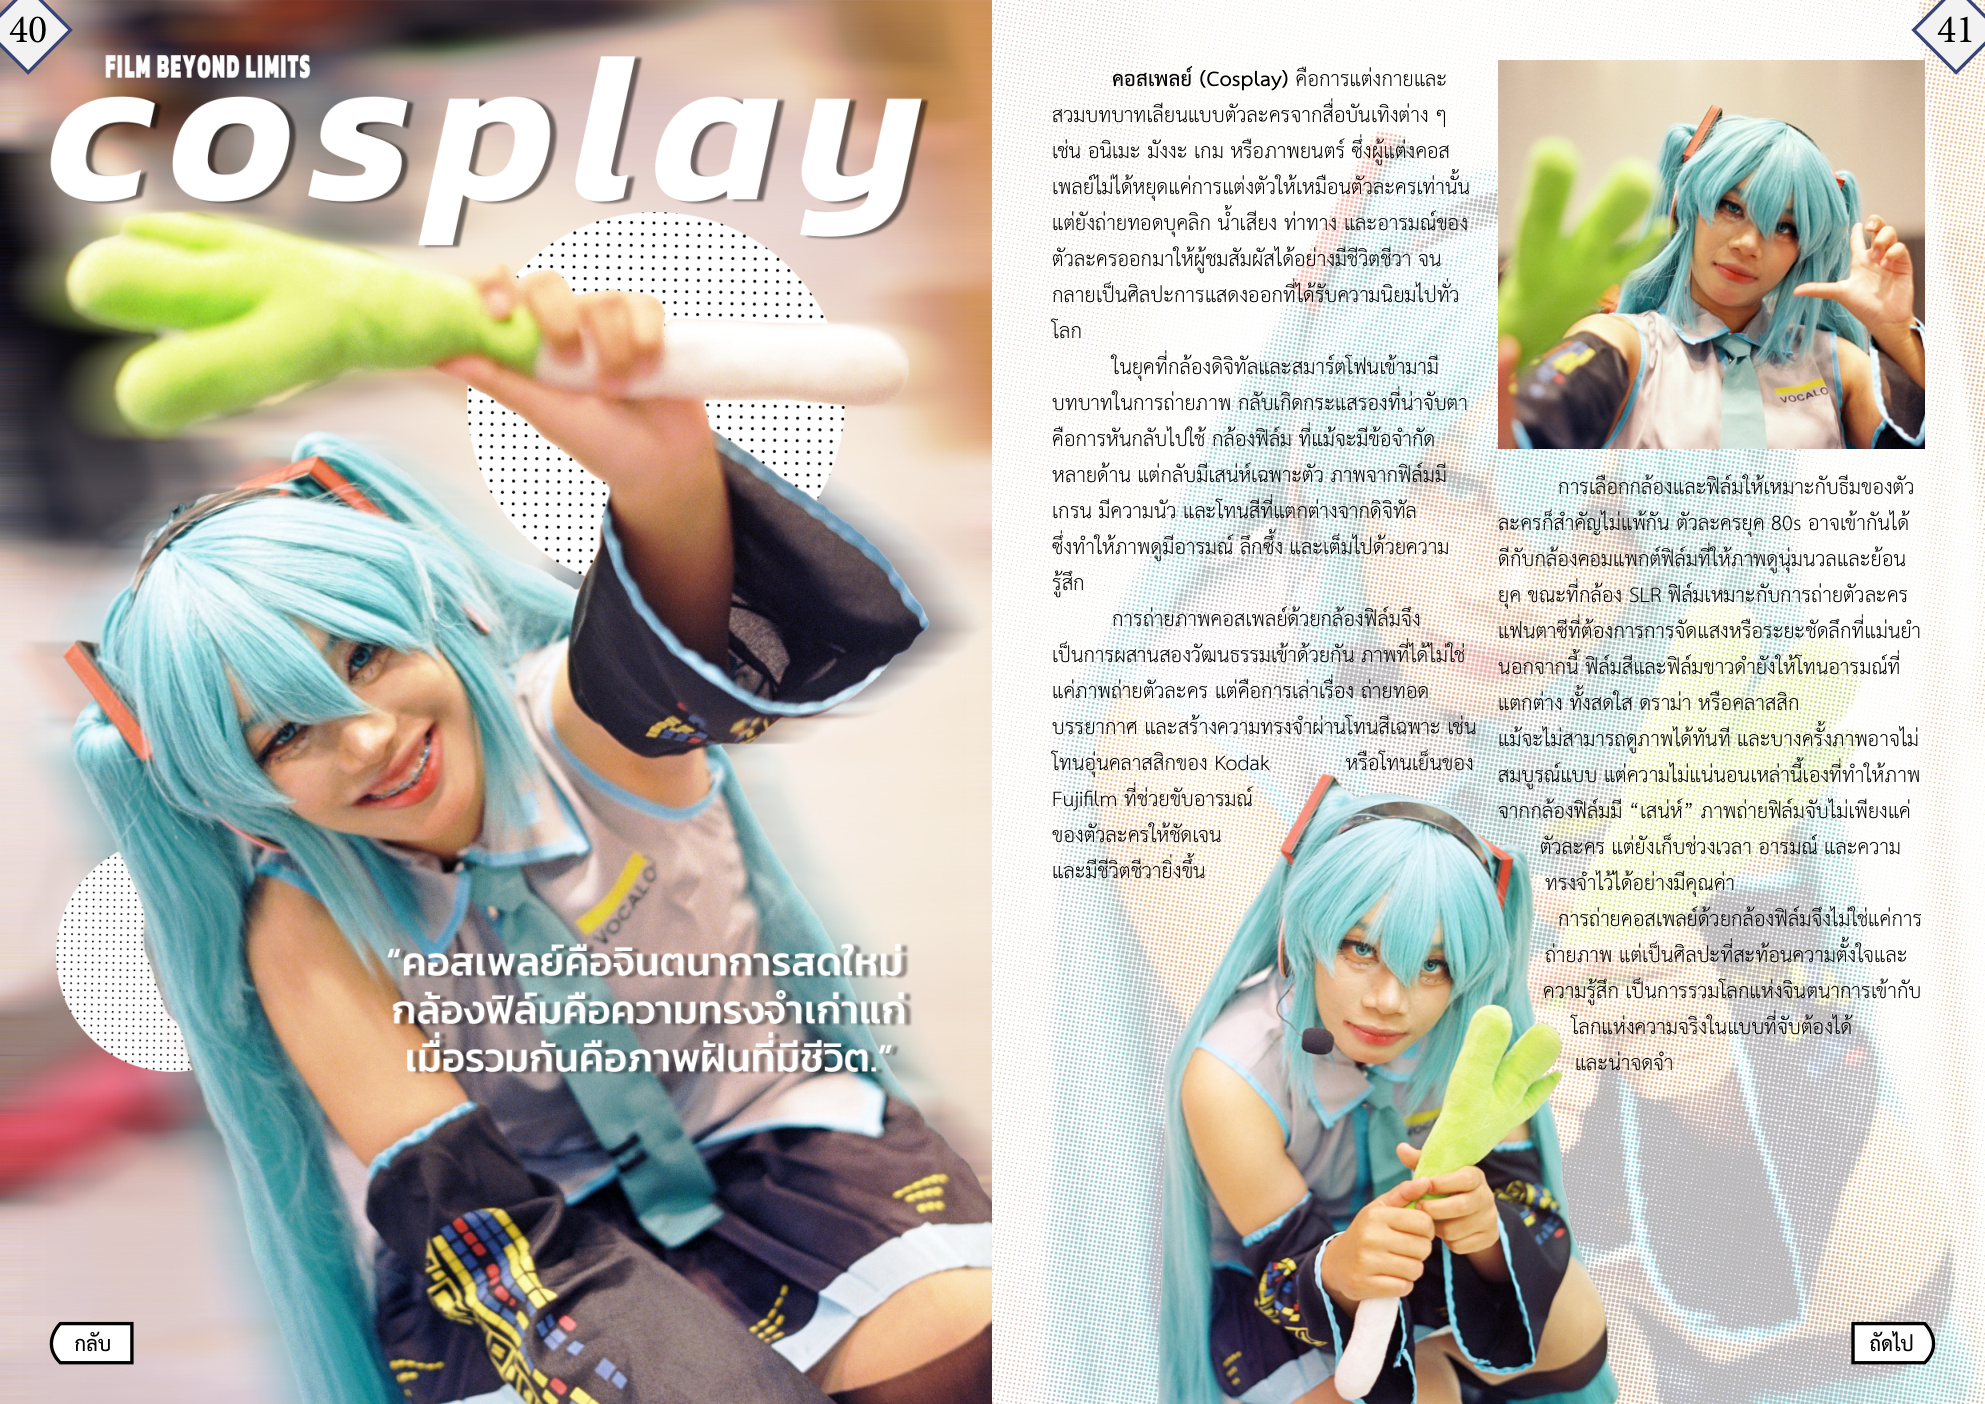 40
FILM BEYOND LIMITS
cosplay
VOCALO
“คอสเพลย์คือจินตนาการสดใหม่
กล้องฟิล์มคือความทรงจำเก่าแก่
เมื่อรวมกันคือภาพฝันที่มีชีวิต.”
กลับ
41
คอสเพลย์ (Cosplay) คือการแต่งกายและ
สวมบทบาทเลียนแบบตัวละครจากสื่อบันเทิงต่าง ๆ
เช่น อนิเมะ มังงะ เกม หรือภาพยนตร์ ซึ่งผู้แต่งคอส
เพลย์ไม่ได้หยุดแค่การแต่งตัวให้เหมือนตัวละครเท่านั้น
แต่ยังถ่ายทอดบุคลิก น้ำเสียง ท่าทาง และอารมณ์ของ
ตัวละครออกมาให้ผู้ชมสัมผัสได้อย่างมีชีวิตชีวา จน
กลายเป็นศิลปะการแสดงออกที่ได้รับความนิยมไปทั่ว
โลก
ในยุคที่กล้องดิจิทัลและสมาร์ตโฟนเข้ามามี
บทบาทในการถ่ายภาพ กลับเกิดกระแสรองที่น่าจับตา
คือการหันกลับไปใช้ กล้องฟิล์ม ที่แม้จะมีข้อจำกัด
หลายด้าน แต่กลับมีเสน่ห์เฉพาะตัว ภาพจากฟิล์มมี
เกรน มีความนัว และโทนสีที่แตกต่างจากดิจิทัล
ซึ่งทำให้ภาพดูมีอารมณ์ ลึกซึ้ง และเต็มไปด้วยความ
รู้สึก
การถ่ายภาพคอสเพลย์ด้วยกล้องฟิล์มจึง
เป็นการผสานสองวัฒนธรรมเข้าด้วยกัน ภาพที่ได้ไม่ใช่
แค่ภาพถ่ายตัวละคร แต่คือการเล่าเรื่อง ถ่ายทอด
บรรยากาศ และสร้างความทรงจำผ่านโทนสีเฉพาะ เช่น
โทนอุ่นคลาสสิกของ Kodak หรือโทนเย็นของ
Fujifilm ที่ช่วยขับอารมณ์
ของตัวละครให้ชัดเจน
และมีชีวิตชีวายิ่งขึ้น
VOCALO
การเลือกกล้องและฟิล์มให้เหมาะกับธีมของตัว
ละครก็สำคัญไม่แพ้กัน ตัวละครยุค 80s อาจเข้ากันได้
ดีกับกล้องคอมแพกต์ฟิล์มที่ให้ภาพดูนุ่มนวลและย้อน
ยุค ขณะที่กล้อง SLR ฟิล์มเหมาะกับการถ่ายตัวละคร
แฟนตาซีที่ต้องการการจัดแสงหรือระยะชัดลึกที่แม่นยำ
นอกจากนี้ ฟิล์มสีและฟิล์มขาวดำยังให้โทนอารมณ์ที่
แตกต่าง ทั้งสดใส ดราม่า หรือคลาสสิก
แม้จะไม่สามารถดูภาพได้ทันที และบางครั้งภาพอาจไม่
สมบูรณ์แบบ แต่ความไม่แน่นอนเหล่านี้เองที่ทำให้ภาพ
จากกล้องฟิล์มมี “เสน่ห์” ภาพถ่ายฟิล์มจับไม่เพียงแค่
ตัวละคร แต่ยังเก็บช่วงเวลา อารมณ์ และความ
ทรงจำไว้ได้อย่างมีคุณค่า
การถ่ายคอสเพลย์ด้วยกล้องฟิล์มจึงไม่ใช่แค่การ
ถ่ายภาพ แต่เป็นศิลปะที่สะท้อนความตั้งใจและ
ความรู้สึก เป็นการรวมโลกแห่งจินตนาการเข้ากับ
โลกแห่งความจริงในแบบที่จับต้องได้
และน่าจดจำ
ถัดไป